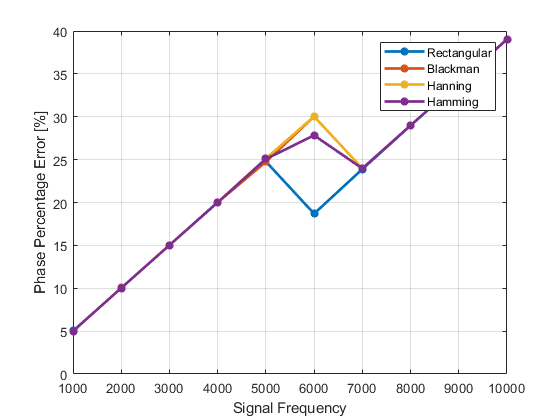 40
35
30
25
20
15
10
5
0
Phase Percentage Error [%]
Rectangular
Blackman
Hanning
Hamming
1000 2000 3000 4000 5000 6000 7000 8000 9000 10000
Signal Frequency